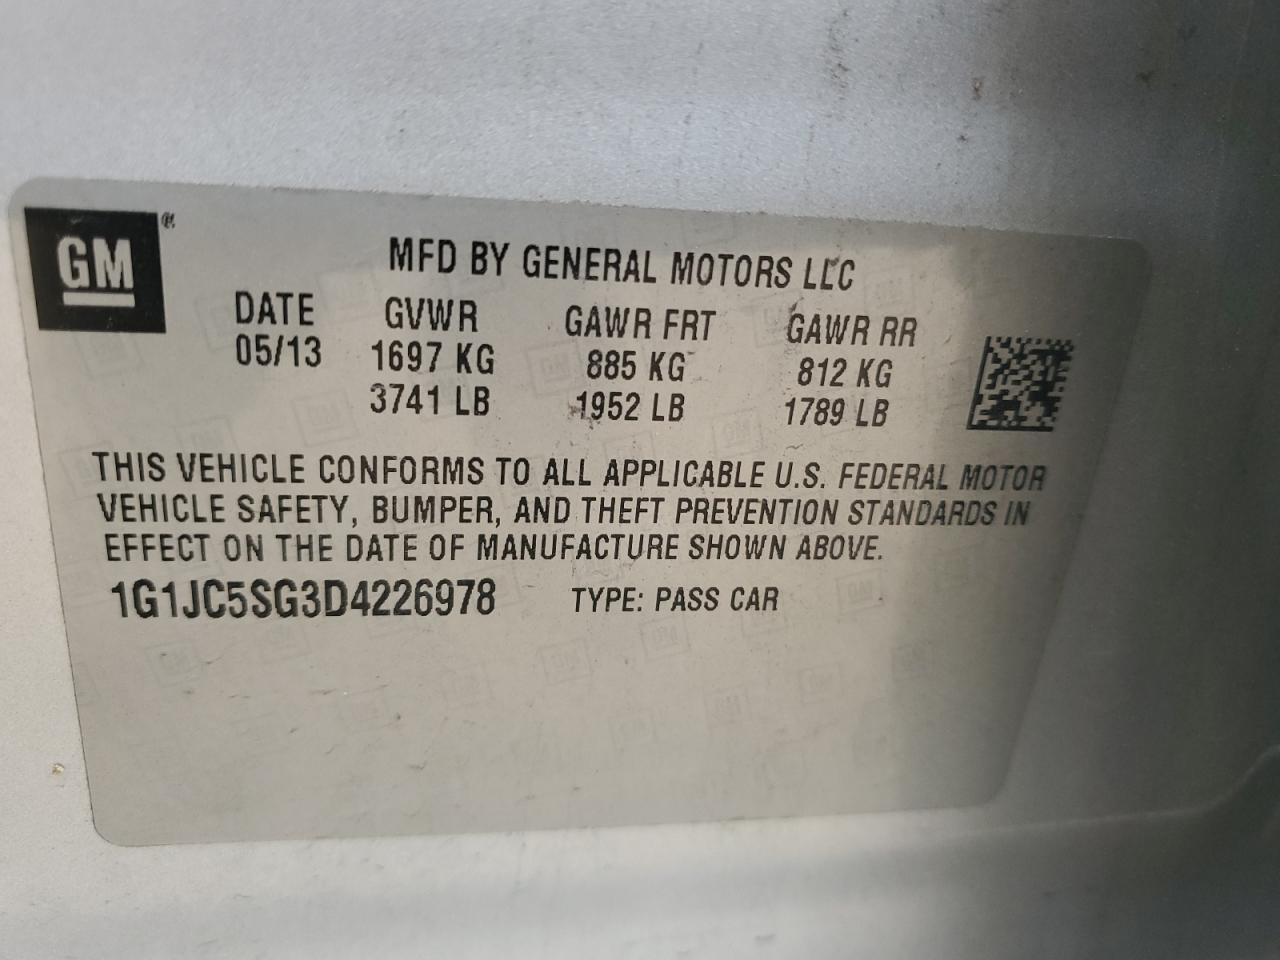 GM ®
MFD BY GENERAL MOTORS LLC
DATE GVWR GAWR FRT GAWR RR
05/13 1697 KG 885 KG 812 KG
3741 LB 1952 LB 1789 LB
THIS VEHICLE CONFORMS TO ALL APPLICABLE U.S. FEDERAL MOTOR
VEHICLE SAFETY, BUMPER, AND THEFT PREVENTION STANDARDS IN
EFFECT ON THE DATE OF MANUFACTURE SHOWN ABOVE.
1G1JC5SG3D4226978 TYPE: PASS CAR